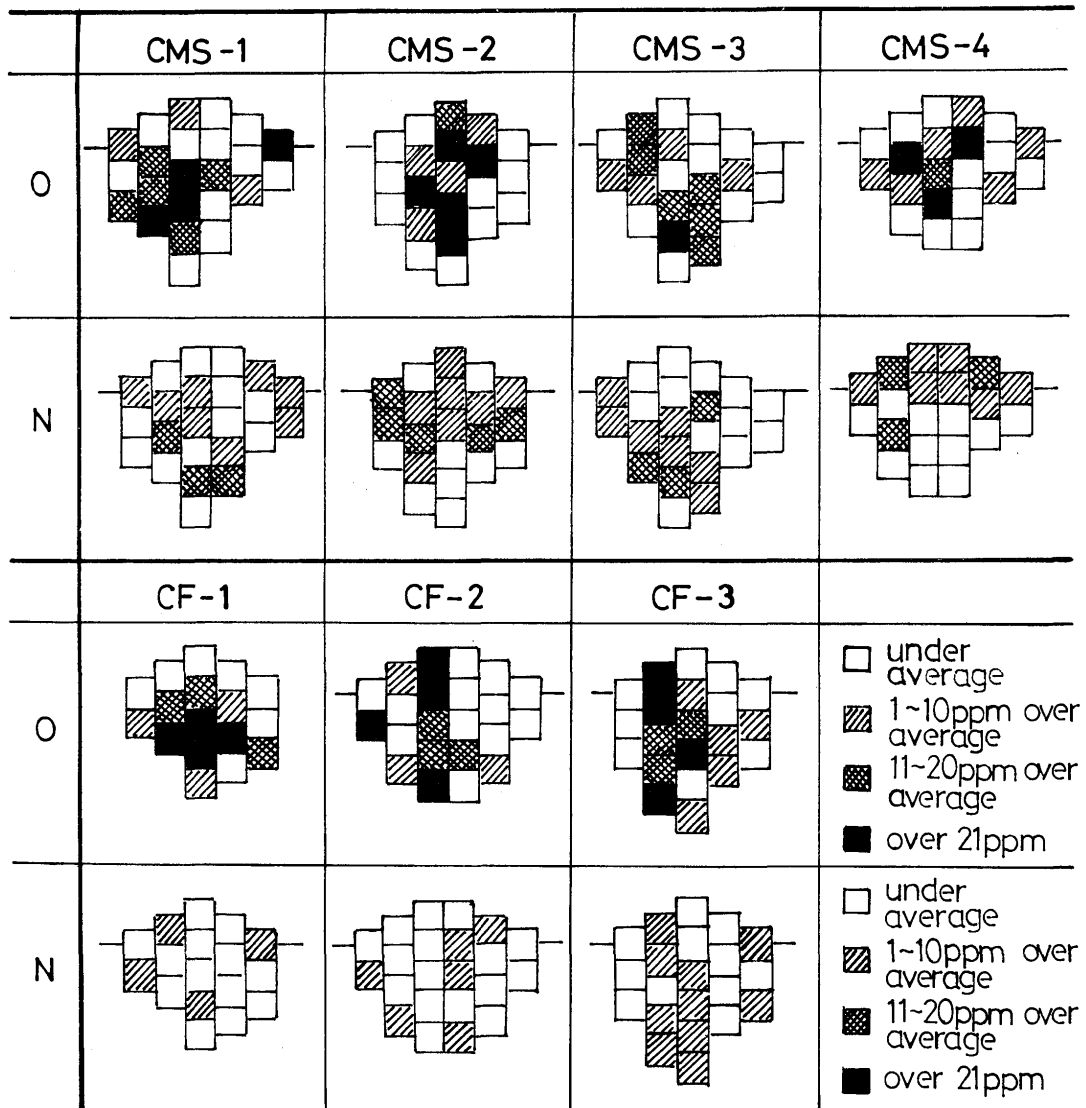 CMS-1 CMS-2 CMS-3 CMS-4
O
N
CF-1 CF-2 CF-3
O
under
average
1~10ppm over
average
11~20ppm over
average
over 21ppm
N
under
average
1~10ppm over
average
11~20ppm over
average
over 21ppm